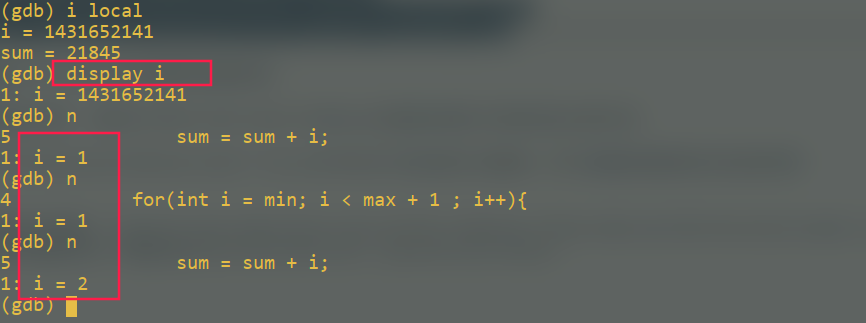 (gdb) i local
i = 1431652141
sum = 21845
(gdb) display i
1: i = 1431652141
(gdb) n
5               sum = sum + i;
1: i = 1
(gdb) n
4           for(int i = min; i < max + 1 ; i++){
1: i = 1
(gdb) n
5               sum = sum + i;
1: i = 2
(gdb)